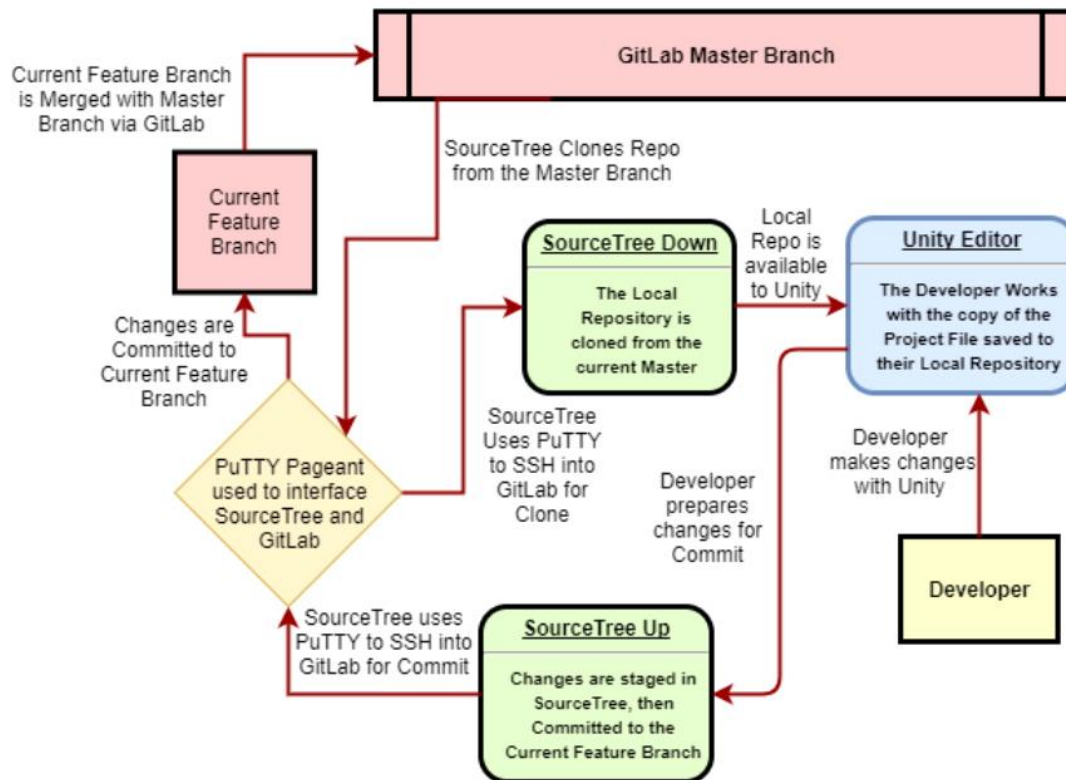 GitLab Master Branch
Current Feature Branch
is Merged with Master
Branch via GitLab
SourceTree Clones Repo
from the Master Branch
Current
Feature
Branch
SourceTree Down
The Local
Repository is
cloned from the
current Master
Local
Repo is
available
to Unity
Unity Editor
The Developer Works
with the copy of the
Project File saved to
their Local Repository
Changes are
Committed to
Current Feature
Branch
SourceTree
Uses PuTTY
to SSH into
GitLab for
Clone
Developer
makes changes
with Unity
PuTTY Pageant
used to interface
SourceTree and
GitLab
Developer
prepares
changes for
Commit
Developer
SourceTree uses
PuTTY to SSH into
GitLab for Commit
SourceTree Up
Changes are staged in
SourceTree, then
Committed to the
Current Feature Branch